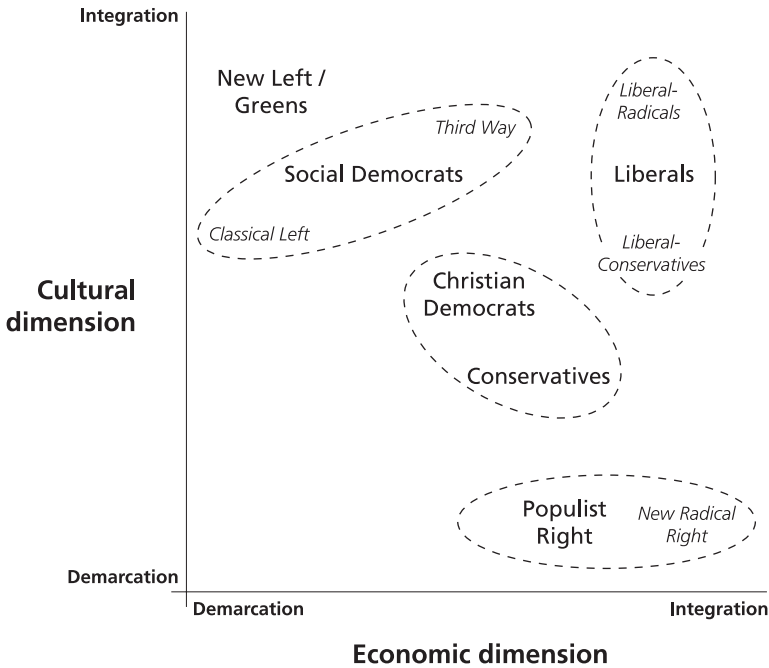 Integration
New Left /
Greens
Liberal-
Radicals
Third Way
Social Democrats
Liberals
Classical Left
Liberal-
Conservatives
Cultural
dimension
Christian
Democrats
Conservatives
Populist
Right
New Radical
Right
Demarcation
Demarcation
Integration
Economic dimension